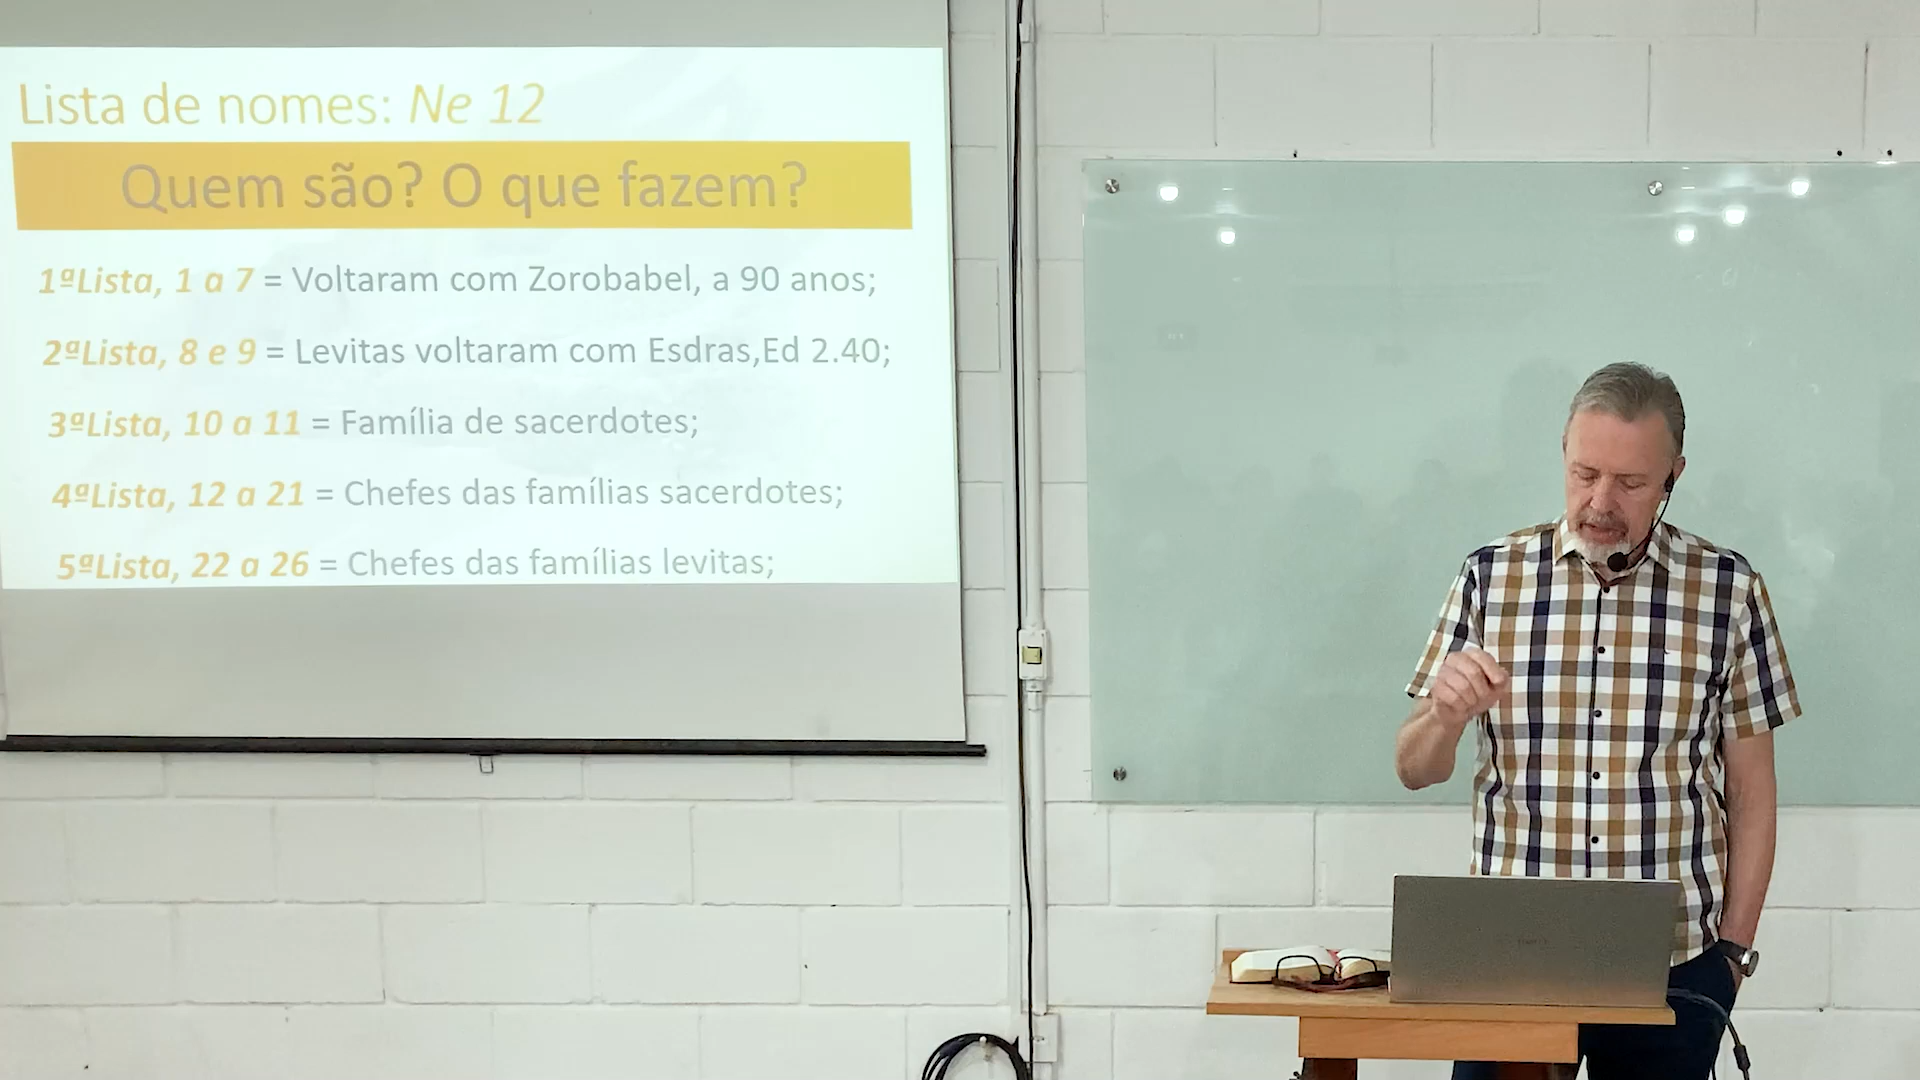 Lista de nomes: Ne 12
Quem são? O que fazem?
1ªLista, 1 a 7 = Voltaram com Zorobabel, a 90 anos;
2ªLista, 8 e 9 = Levitas voltaram com Esdras,Ed 2.40;
3ªLista, 10 a 11 = Família de sacerdotes;
4ªLista, 12 a 21 = Chefes das famílias sacerdotes;
5ªLista, 22 a 26 = Chefes das famílias levitas;